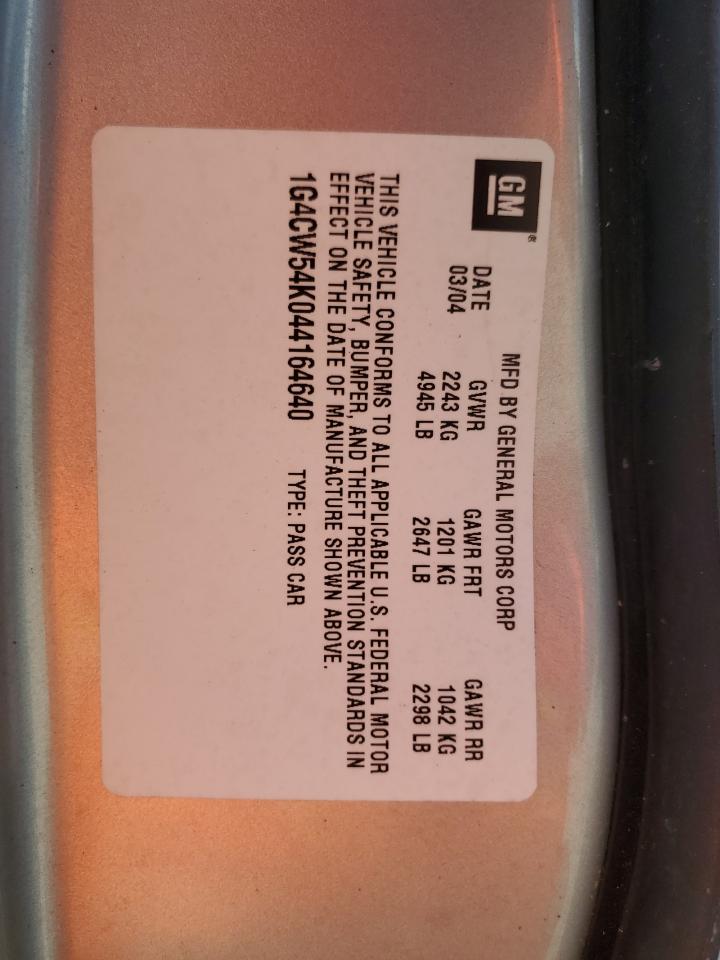 GM®
MFD BY GENERAL MOTORS CORP
DATE GVWR GAWR FRT GAWR RR
03/04 2243 KG 1201 KG 1042 KG
4945 LB 2647 LB 2298 LB
THIS VEHICLE CONFORMS TO ALL APPLICABLE U.S. FEDERAL MOTOR
VEHICLE SAFETY, BUMPER, AND THEFT PREVENTION STANDARDS IN
EFFECT ON THE DATE OF MANUFACTURE SHOWN ABOVE.
1G4CW54K044164640 TYPE: PASS CAR